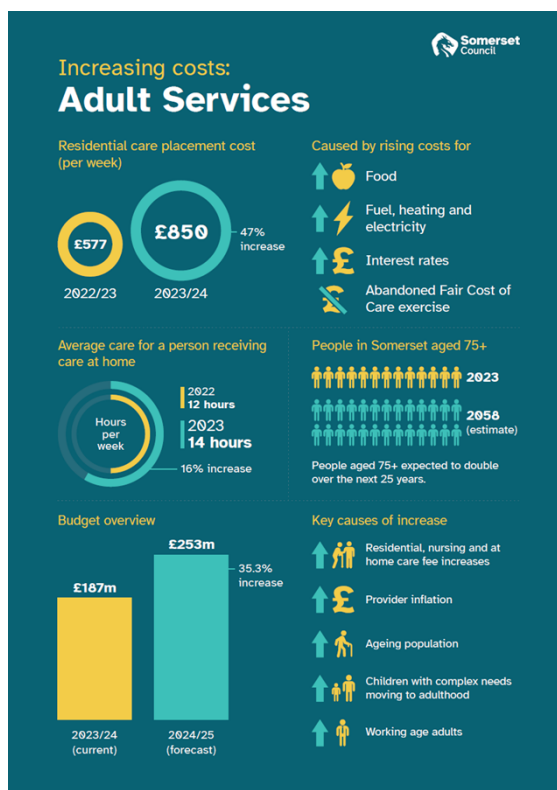 Somerset
Council
Increasing costs:
Adult Services
Residential care placement cost
(per week)
£577
£850
47%
increase
2022/23
2023/24
Caused by rising costs for
Food
Fuel, heating and
electricity
Interest rates
Abandoned Fair Cost of
Care exercise
Average care for a person receiving
care at home
Hours
per
week
2022
12 hours
2023
14 hours
16% increase
People in Somerset aged 75+
2023
2058
(estimate)
People aged 75+ expected to double
over the next 25 years.
Budget overview
£187m
£253m
35.3%
increase
2023/24
(current)
2024/25
(forecast)
Key causes of increase
Residential, nursing and at
home care fee increases
Provider inflation
Ageing population
Children with complex needs
moving to adulthood
Working age adults